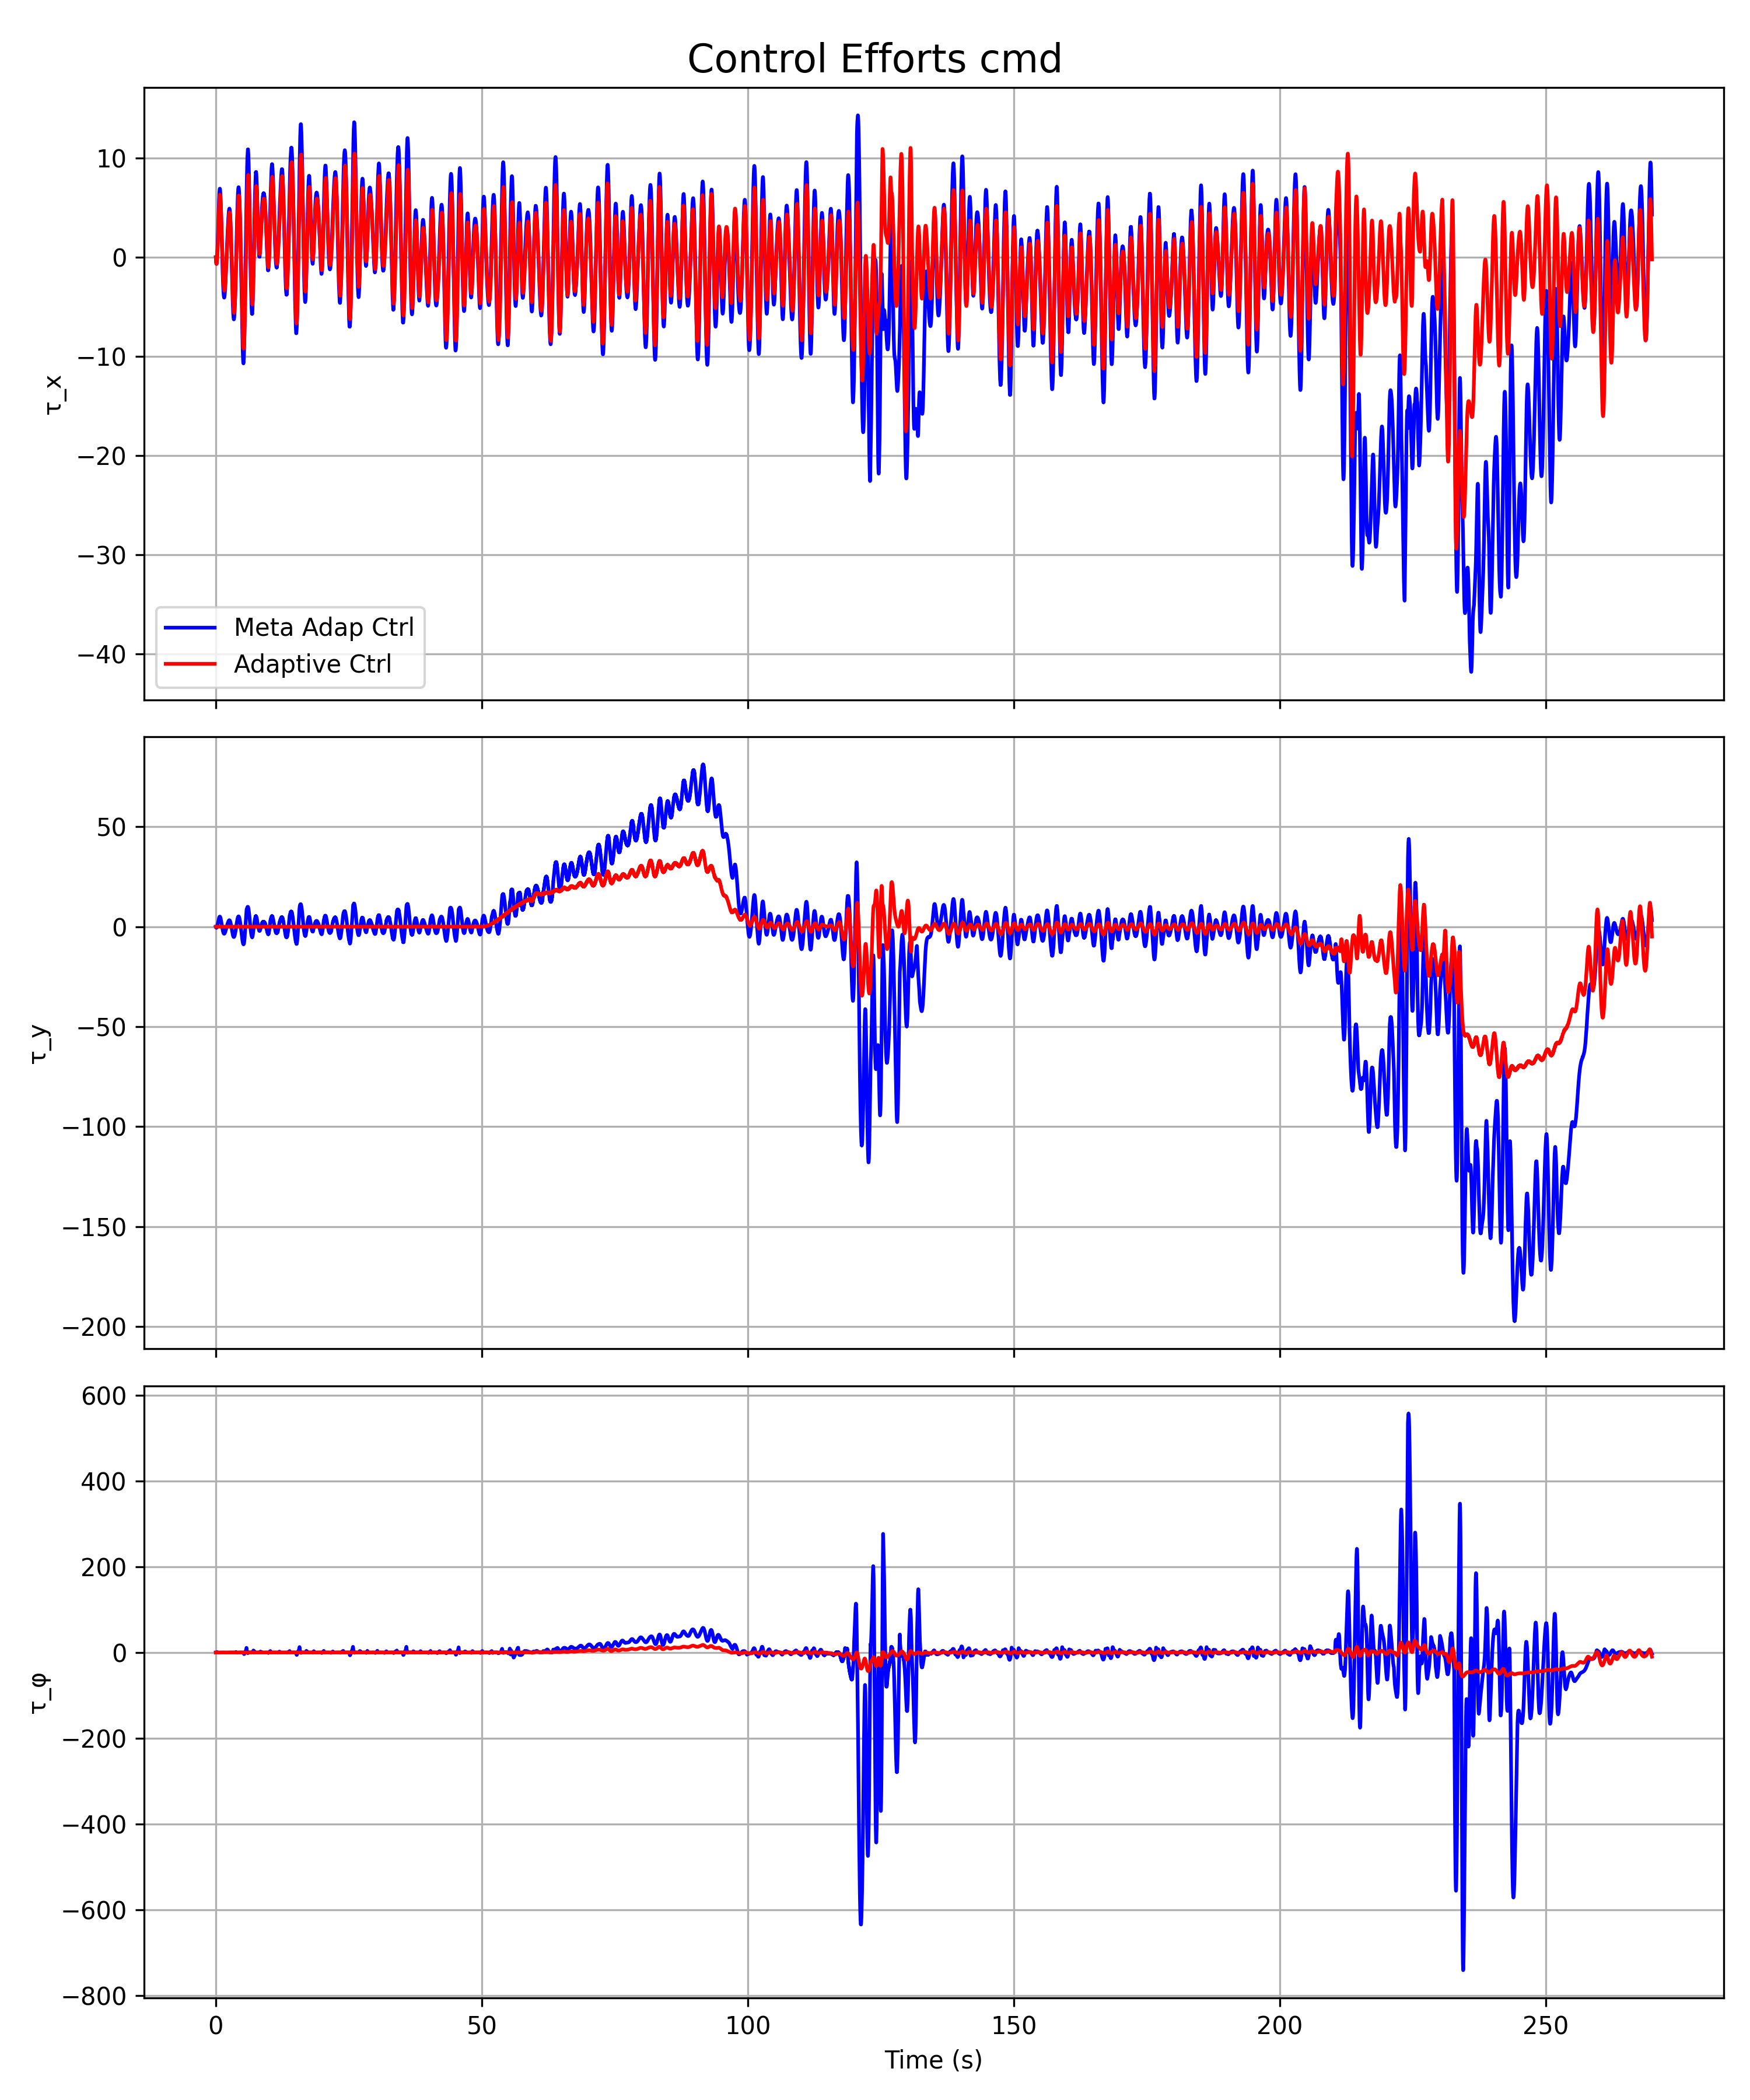 Control Efforts cmd
10
0
−10
−20
−30
−40
τ_x
Meta Adap Ctrl
Adaptive Ctrl
50
0
−50
−100
−150
−200
τ_y
600
400
200
0
−200
−400
−600
−800
τ_φ
0 50 100 150 200 250
Time (s)